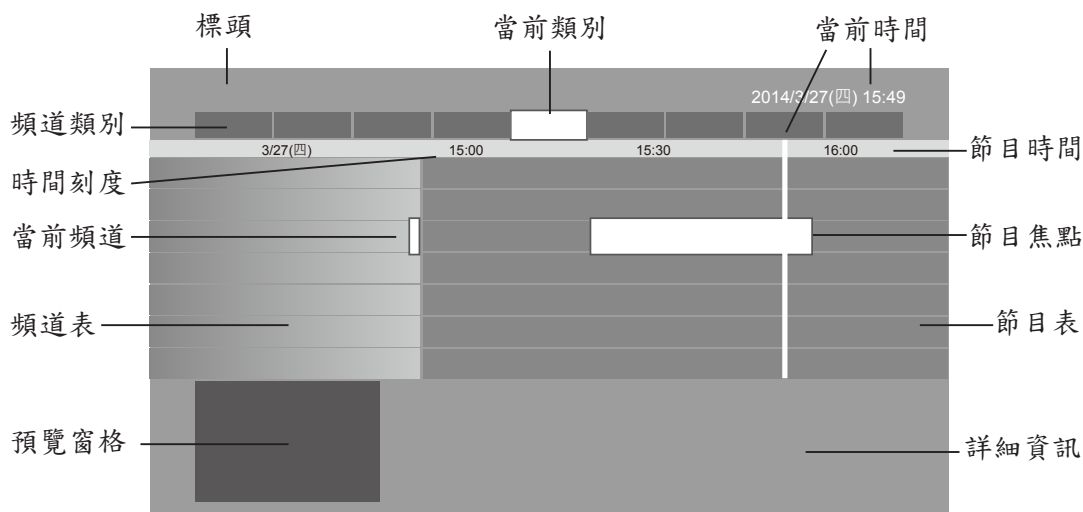 標頭 當前類別 當前時間
2014/3/27(四) 15:49
頻道類別
3/27(四) 15:00 15:30 16:00
節目時間
時間刻度
當前頻道 節目焦點
頻道表 節目表
預覽窗格 詳細資訊